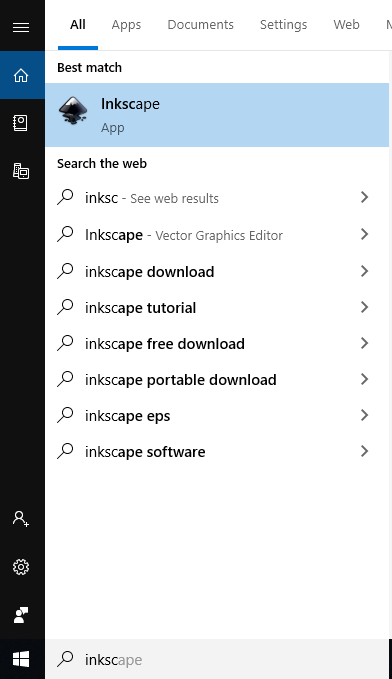 All Apps Documents Settings Web
Best match
Inkscape
App
Search the web
inksc - See web results
Inkscape - Vector Graphics Editor
inkscape download
inkscape tutorial
inkscape free download
inkscape portable download
inkscape eps
inkscape software
inkscape